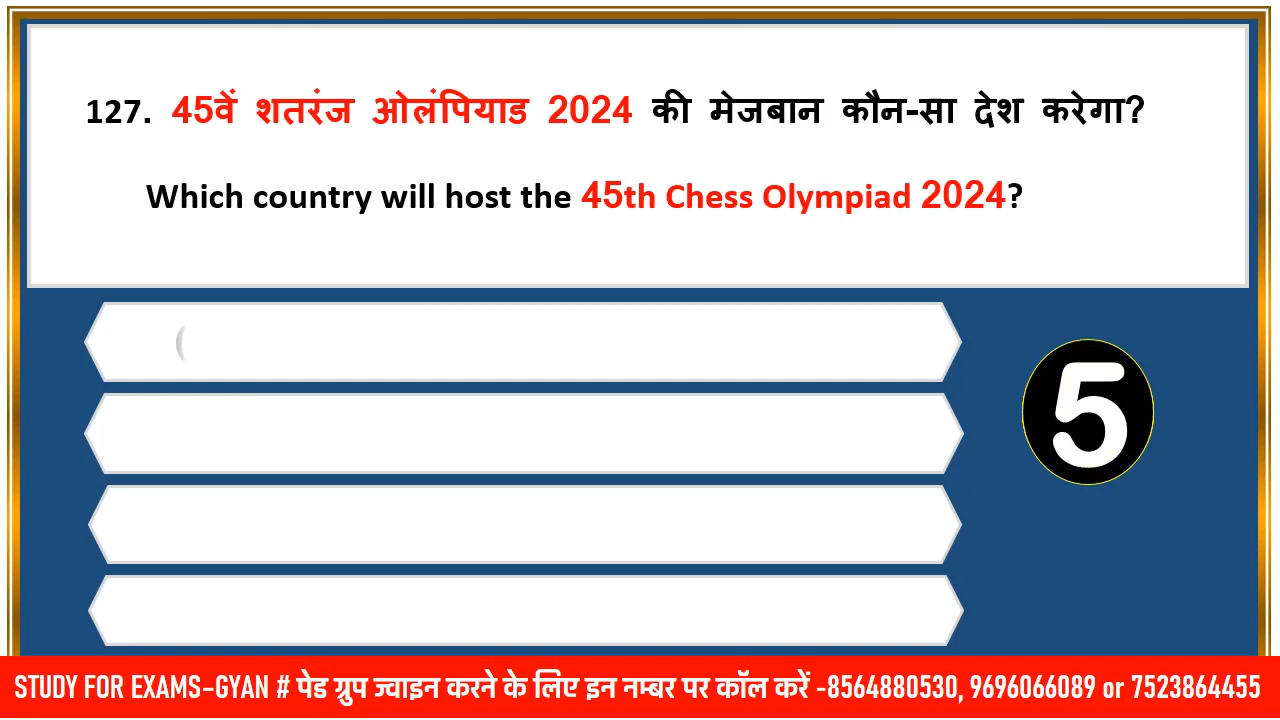 127. 45वें शतरंज ओलंपियाड 2024 की मेजबान कौन-सा देश करेगा?
Which country will host the 45th Chess Olympiad 2024?
(
5
STUDY FOR EXAMS-GYAN # पेड ग्रुप ज्वाइन करने के लिए इन नम्बर पर कॉल करें -8564880530, 9696066089 or 7523864455